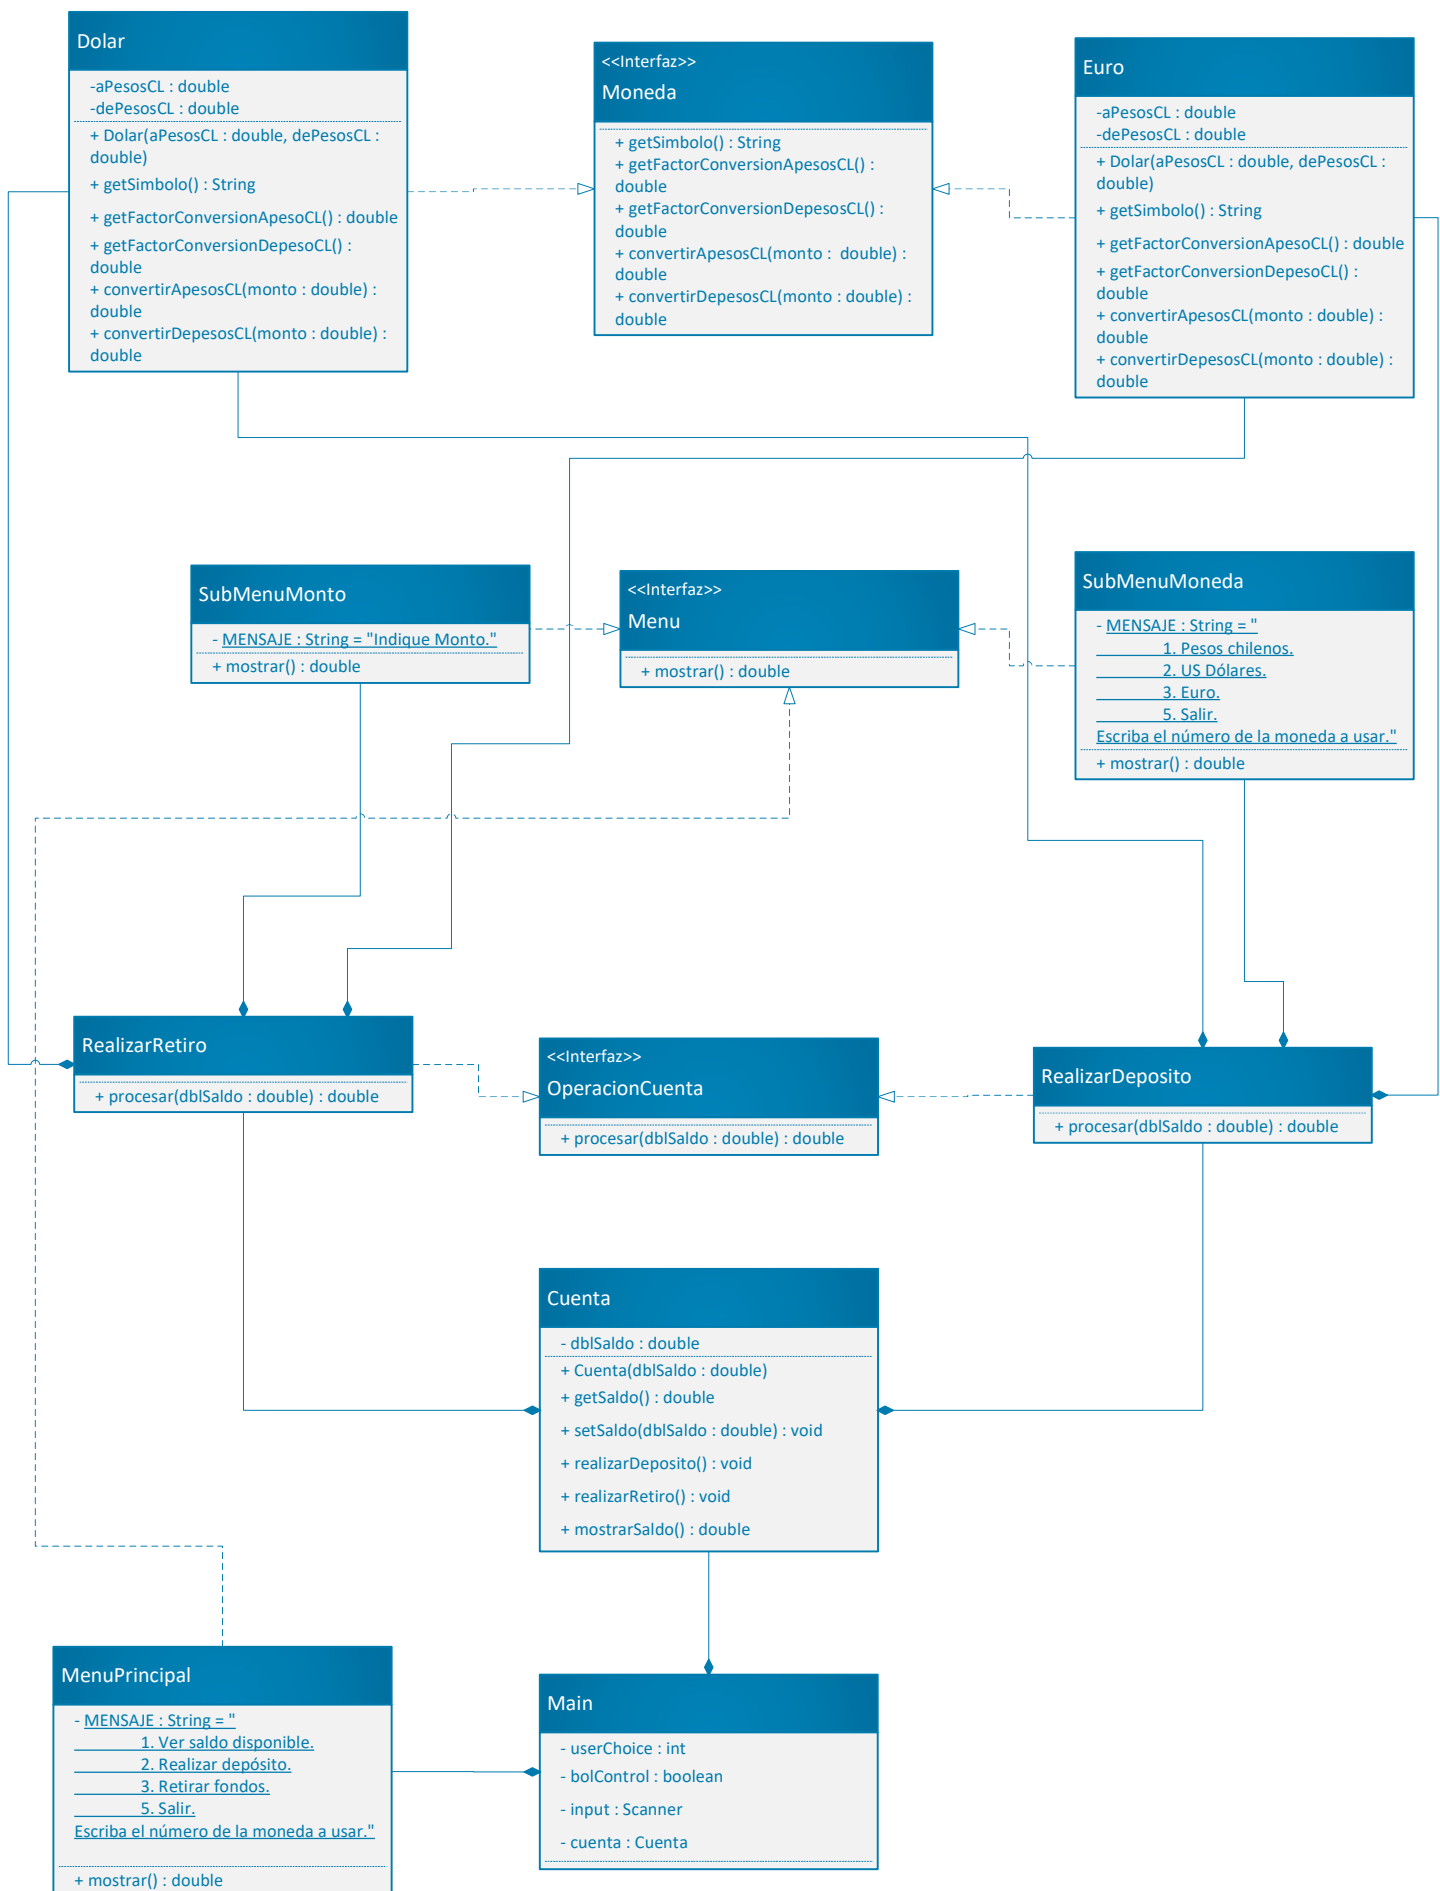 Dolar
-aPesosCL : double
-dePesosCL : double
+ Dolar(aPesosCL : double, dePesosCL :
double)
+ getSimbolo() : String
+ getFactorConversionApesoCL() : double
+ getFactorConversionDepesoCL() :
double
+ convertirApesosCL(monto : double) :
double
+ convertirDepesosCL(monto : double) :
double
<<Interfaz>>
Moneda
+ getSimbolo() : String
+ getFactorConversionApesosCL() :
double
+ getFactorConversionDepesosCL() :
double
+ convertirApesosCL(monto :  double) :
double
+ convertirDepesosCL(monto : double) :
double
Euro
-aPesosCL : double
-dePesosCL : double
+ Dolar(aPesosCL : double, dePesosCL :
double)
+ getSimbolo() : String
+ getFactorConversionApesoCL() : double
+ getFactorConversionDepesoCL() :
double
+ convertirApesosCL(monto : double) :
double
+ convertirDepesosCL(monto : double) :
double
SubMenuMonto
- MENSAJE : String = "Indique Monto."
+ mostrar() : double
<<Interfaz>>
Menu
+ mostrar() : double
SubMenuMoneda
- MENSAJE : String = "
1. Pesos chilenos.
2. US Dólares.
3. Euro.
5. Salir.
Escriba el número de la moneda a usar."
+ mostrar() : double
RealizarRetiro
+ procesar(dblSaldo : double) : double
<<Interfaz>>
OperacionCuenta
+ procesar(dblSaldo : double) : double
RealizarDeposito
+ procesar(dblSaldo : double) : double
Cuenta
- dblSaldo : double
+ Cuenta(dblSaldo : double)
+ getSaldo() : double
+ setSaldo(dblSaldo : double) : void
+ realizarDeposito() : void
+ realizarRetiro() : void
+ mostrarSaldo() : double
MenuPrincipal
- MENSAJE : String = "
1. Ver saldo disponible.
2. Realizar depósito.
3. Retirar fondos.
5. Salir.
Escriba el número de la moneda a usar."
+ mostrar() : double
Main
- userChoice : int
- bolControl : boolean
- input : Scanner
- cuenta : Cuenta